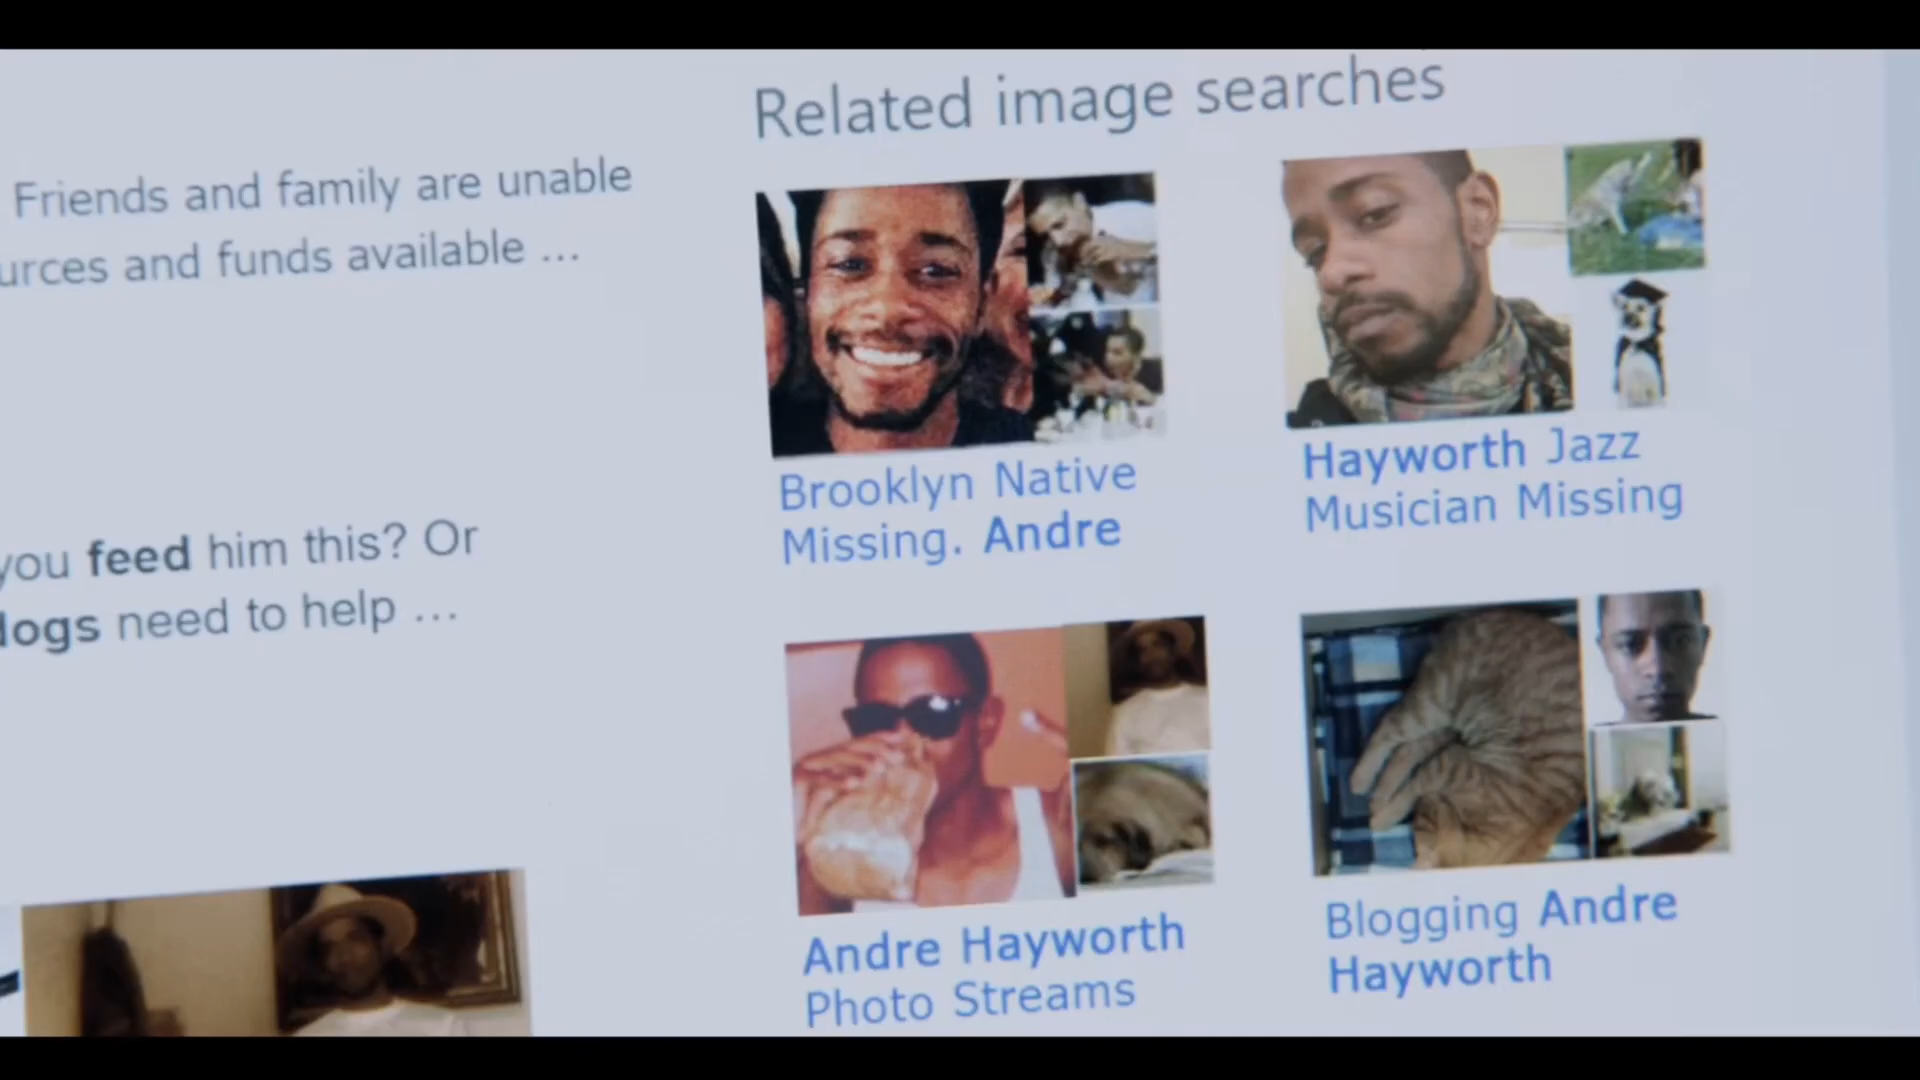 Related image searches
Friends and family are unable
urces and funds available ...
you feed him this? Or
dogs need to help ...
Brooklyn Native
Missing. Andre
Hayworth Jazz
Musician Missing
Andre Hayworth
Photo Streams
Blogging Andre
Hayworth